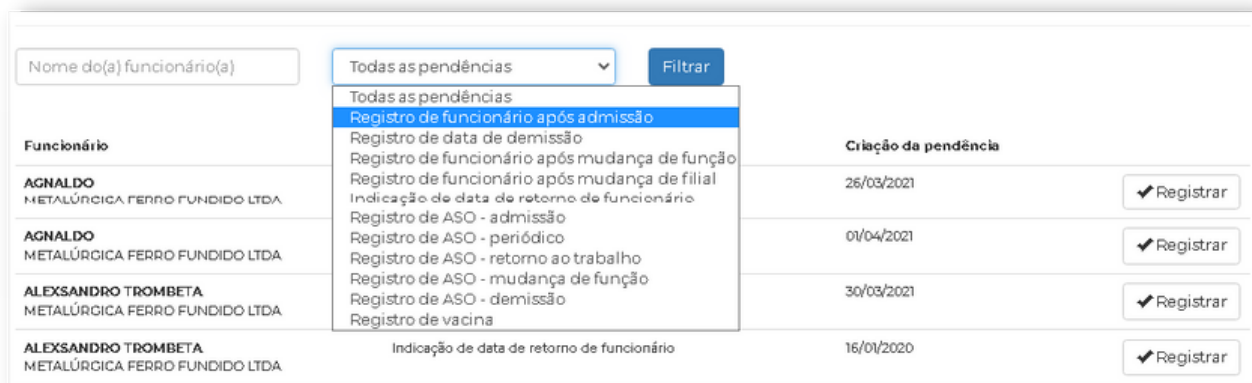 Nome do(a) funcionário(a)
Todas as pendências
Filtrar
Todas as pendências
Registro de funcionário após admissão
Registro de data de demissão
Registro de funcionário após mudança de função
Registro de funcionário após mudança de filial
Indicação de data de retorno de funcionário
Registro de ASO - admissão
Registro de ASO - periódico
Registro de ASO - retorno ao trabalho
Registro de ASO - mudança de função
Registro de ASO - demissão
Registro de vacina
Funcionário
Criação da pendência
AGNALDO
METALÚRGICA FERRO FUNDIDO LTDA
26/03/2021
Registrar
AGNALDO
METALÚRGICA FERRO FUNDIDO LTDA
01/04/2021
Registrar
ALEXSANDRO TROMBETA
METALÚRGICA FERRO FUNDIDO LTDA
30/03/2021
Registrar
ALEXSANDRO TROMBETA
METALÚRGICA FERRO FUNDIDO LTDA
Indicação de data de retorno de funcionário
16/01/2020
Registrar